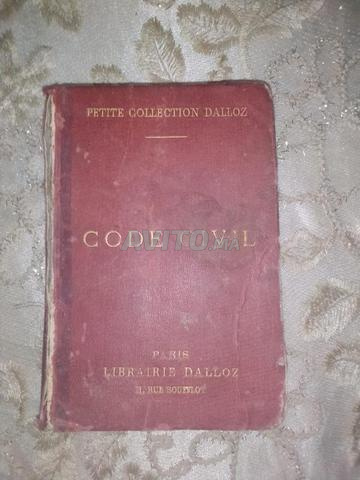 PETITE COLLECTION DALLOZ
CODE CIVIL
PARIS
LIBRAIRIE DALLOZ
11, RUE SOUFFLOT